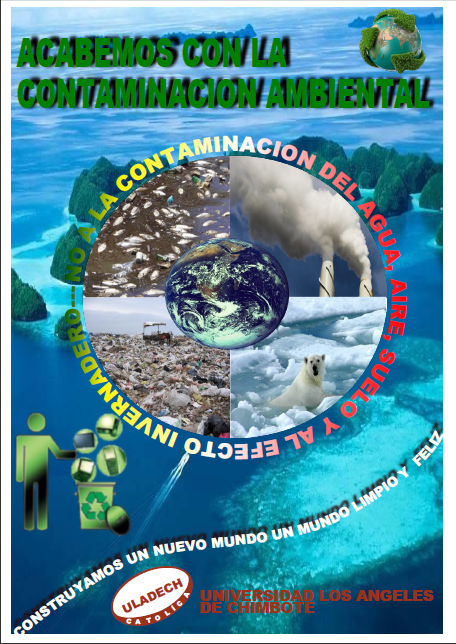 ACABEMOS CON LA
CONTAMINACION AMBIENTAL
NO A LA CONTAMINACION DEL AGUA, AIRE, SUELO Y AL EFECTO INVERNADERO---
CONSTRUYAMOS UN NUEVO MUNDO UN MUNDO LIMPIO Y FELIZ
ULADECH
CATOLICA
UNIVERSIDAD LOS ANGELES
DE CHIMBOTE